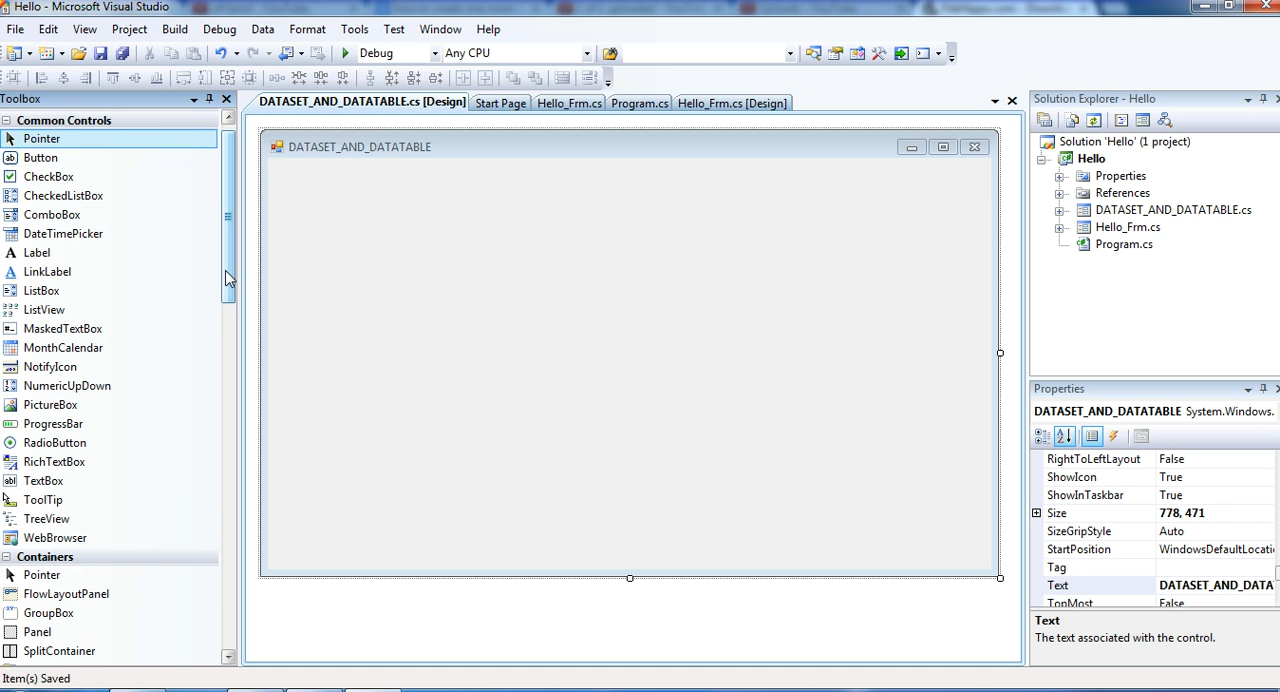 Hello - Microsoft Visual Studio
File Edit View Project Build Debug Data Format Tools Test Window Help
Debug Any CPU
Toolbox
Common Controls
Pointer
Button
CheckBox
CheckedListBox
ComboBox
DateTimePicker
Label
LinkLabel
ListBox
ListView
MaskedTextBox
MonthCalendar
NotifyIcon
NumericUpDown
PictureBox
ProgressBar
RadioButton
RichTextBox
TextBox
ToolTip
TreeView
WebBrowser
Containers
Pointer
FlowLayoutPanel
GroupBox
Panel
SplitContainer
DATASET_AND_DATATABLE.cs [Design] Start Page Hello_Frm.cs Program.cs Hello_Frm.cs [Design]
DATASET_AND_DATATABLE
Solution Explorer - Hello
Solution 'Hello' (1 project)
Hello
Properties
References
DATASET_AND_DATATABLE.cs
Hello_Frm.cs
Program.cs
Properties
DATASET_AND_DATATABLE System.Windows.
RightToLeftLayout False
ShowIcon True
ShowInTaskbar True
Size 778, 471
SizeGripStyle Auto
StartPosition WindowsDefaultLocati
Tag
Text DATASET_AND_DATA
TopMost False
Text
The text associated with the control.
Item(s) Saved